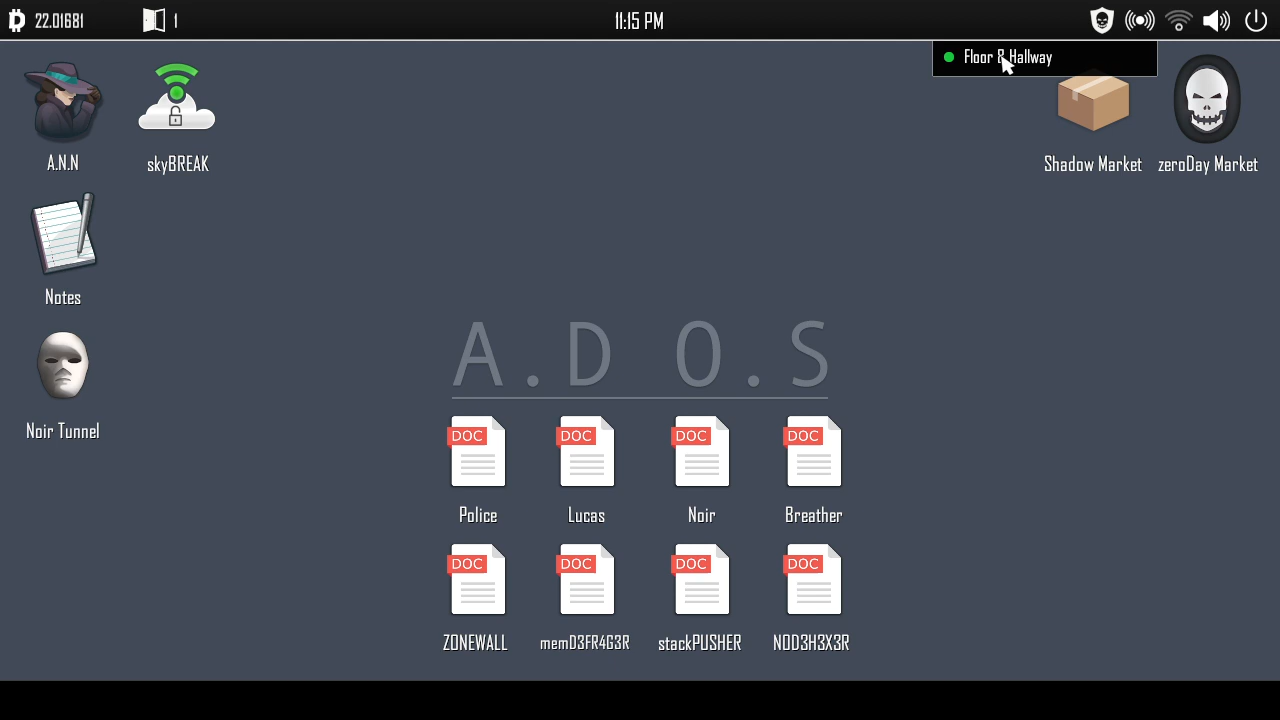 22.01681
1
11:15 PM
Floor 8 Hallway
A.N.N
skyBREAK
Shadow Market
zeroDay Market
Notes
Noir Tunnel
A.D O.S
DOC
DOC
DOC
DOC
Police
Lucas
Noir
Breather
DOC
DOC
DOC
DOC
ZONEWALL
memD3FR4G3R
stackPUSHER
NOD3H3X3R